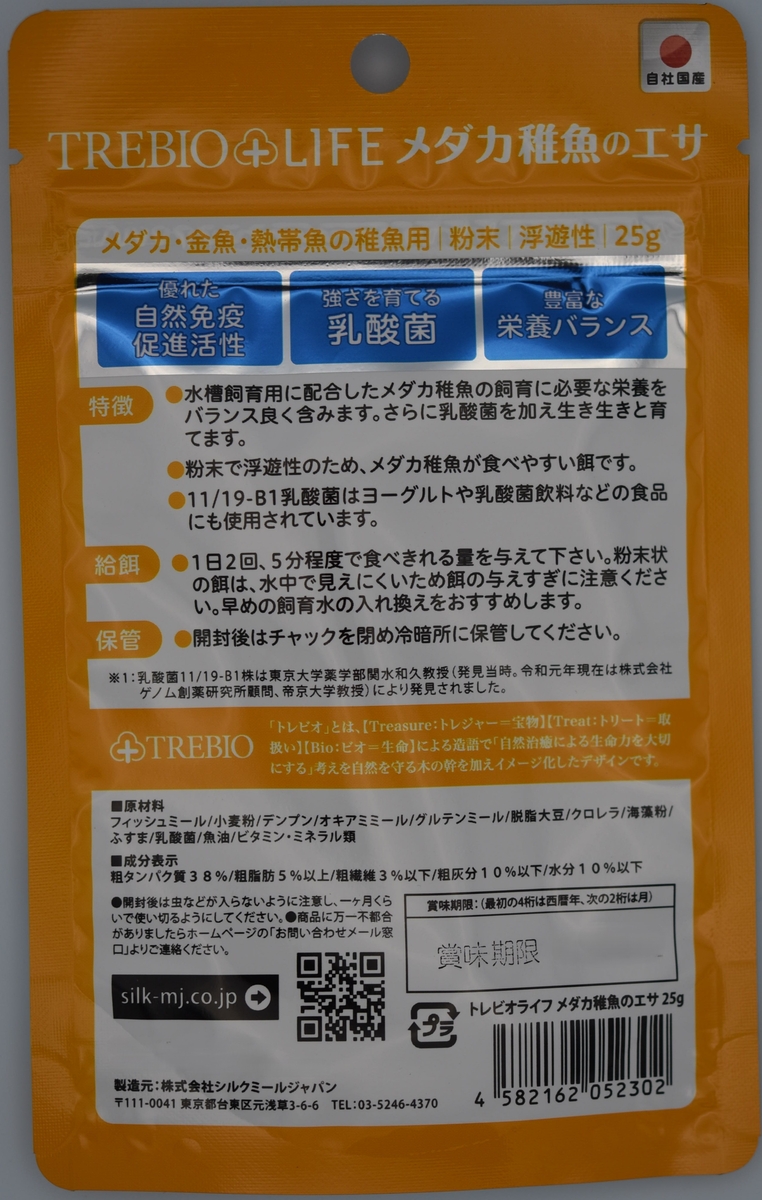 自社国産
TREBIO LIFE メダカ稚魚のエサ
メダカ・金魚・熱帯魚の稚魚用|粉末|浮遊性|25g
優れた
自然免疫
促進活性
強さを育てる
乳酸菌
豊富な
栄養バランス
特徴
●水槽飼育用に配合したメダカ稚魚の飼育に必要な栄養を
バランス良く含みます。さらに乳酸菌を加え生き生きと育
てます。
●粉末で浮遊性のため、メダカ稚魚が食べやすい餌です。
●11/19-B1乳酸菌はヨーグルトや乳酸菌飲料などの食品
にも使用されています。
給餌
●1日2回、5分程度で食べきれる量を与えて下さい。粉末状
の餌は、水中で見えにくいため餌の与えすぎに注意くださ
い。早めの飼育水の入れ換えをおすすめします。
保管
●開封後はチャックを閉め冷暗所に保管してください。
※1:乳酸菌11/19-B1株は東京大学薬学部関水和久教授(発見当時。令和元年現在は株式会社
ゲノム創薬研究所顧問、帝京大学教授)により発見されました。
TREBIO
「トレビオ」とは、【Treasure:トレジャー=宝物】【Treat:トリート=取
扱い】【Bio:ビオ=生命】による造語で「自然治癒による生命力を大切
にする」考えを自然を守る木の幹を加えイメージ化したデザインです。
■原材料
フィッシュミール/小麦粉/デンプン/オキアミミール/グルテンミール/脱脂大豆/クロレラ/海藻粉/
ふすま/乳酸菌/魚油/ビタミン・ミネラル類
■成分表示
粗タンパク質38%/粗脂肪5%以上/粗繊維3%以下/粗灰分10%以下/水分10%以下
●開封後は虫などが入らないように注意し、一ヶ月くら
いで使い切るようにしてください。●商品に万一不都合
がありましたらホームページの「お問い合わせメール窓
口」よりご連絡ください。
賞味期限:(最初の4桁は西暦年、次の2桁は月)
賞味期限
silk-mj.co.jp
プラ
トレビオライフ メダカ稚魚のエサ 25g
4 582162 052302
製造元:株式会社シルクミールジャパン
〒111-0041 東京都台東区元浅草3-6-6 TEL:03-5246-4370